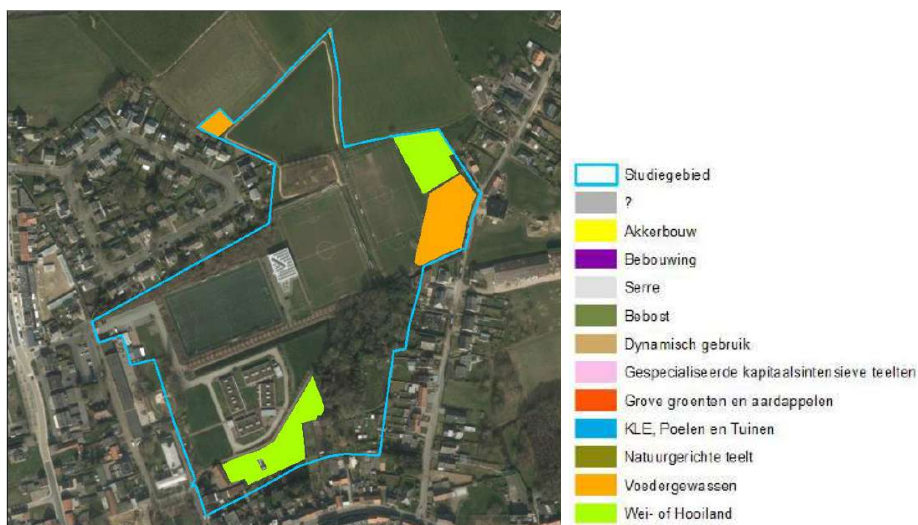 Studiegebied
?
Akkerbouw
Bebouwing
Serre
Bebost
Dynamisch gebruik
Gespecialiseerde kapitaalsintensieve teelten
Grove groenten en aardappelen
KLE, Poelen en Tuinen
Natuurgerichte teelt
Voedergewassen
Wei- of Hooiland